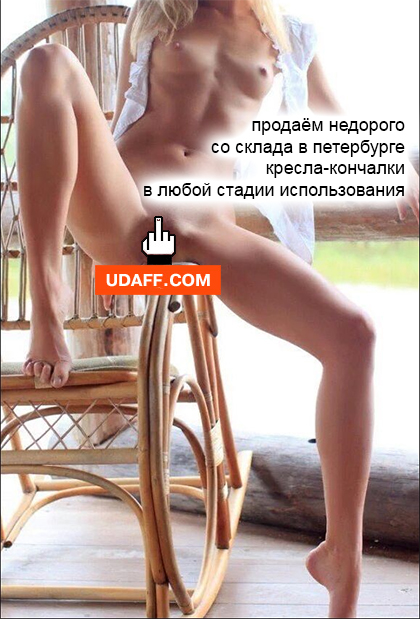 продаём недорого
со склада в петербурге
кресла-кончалки
в любой стадии использования
UDAFF.COM